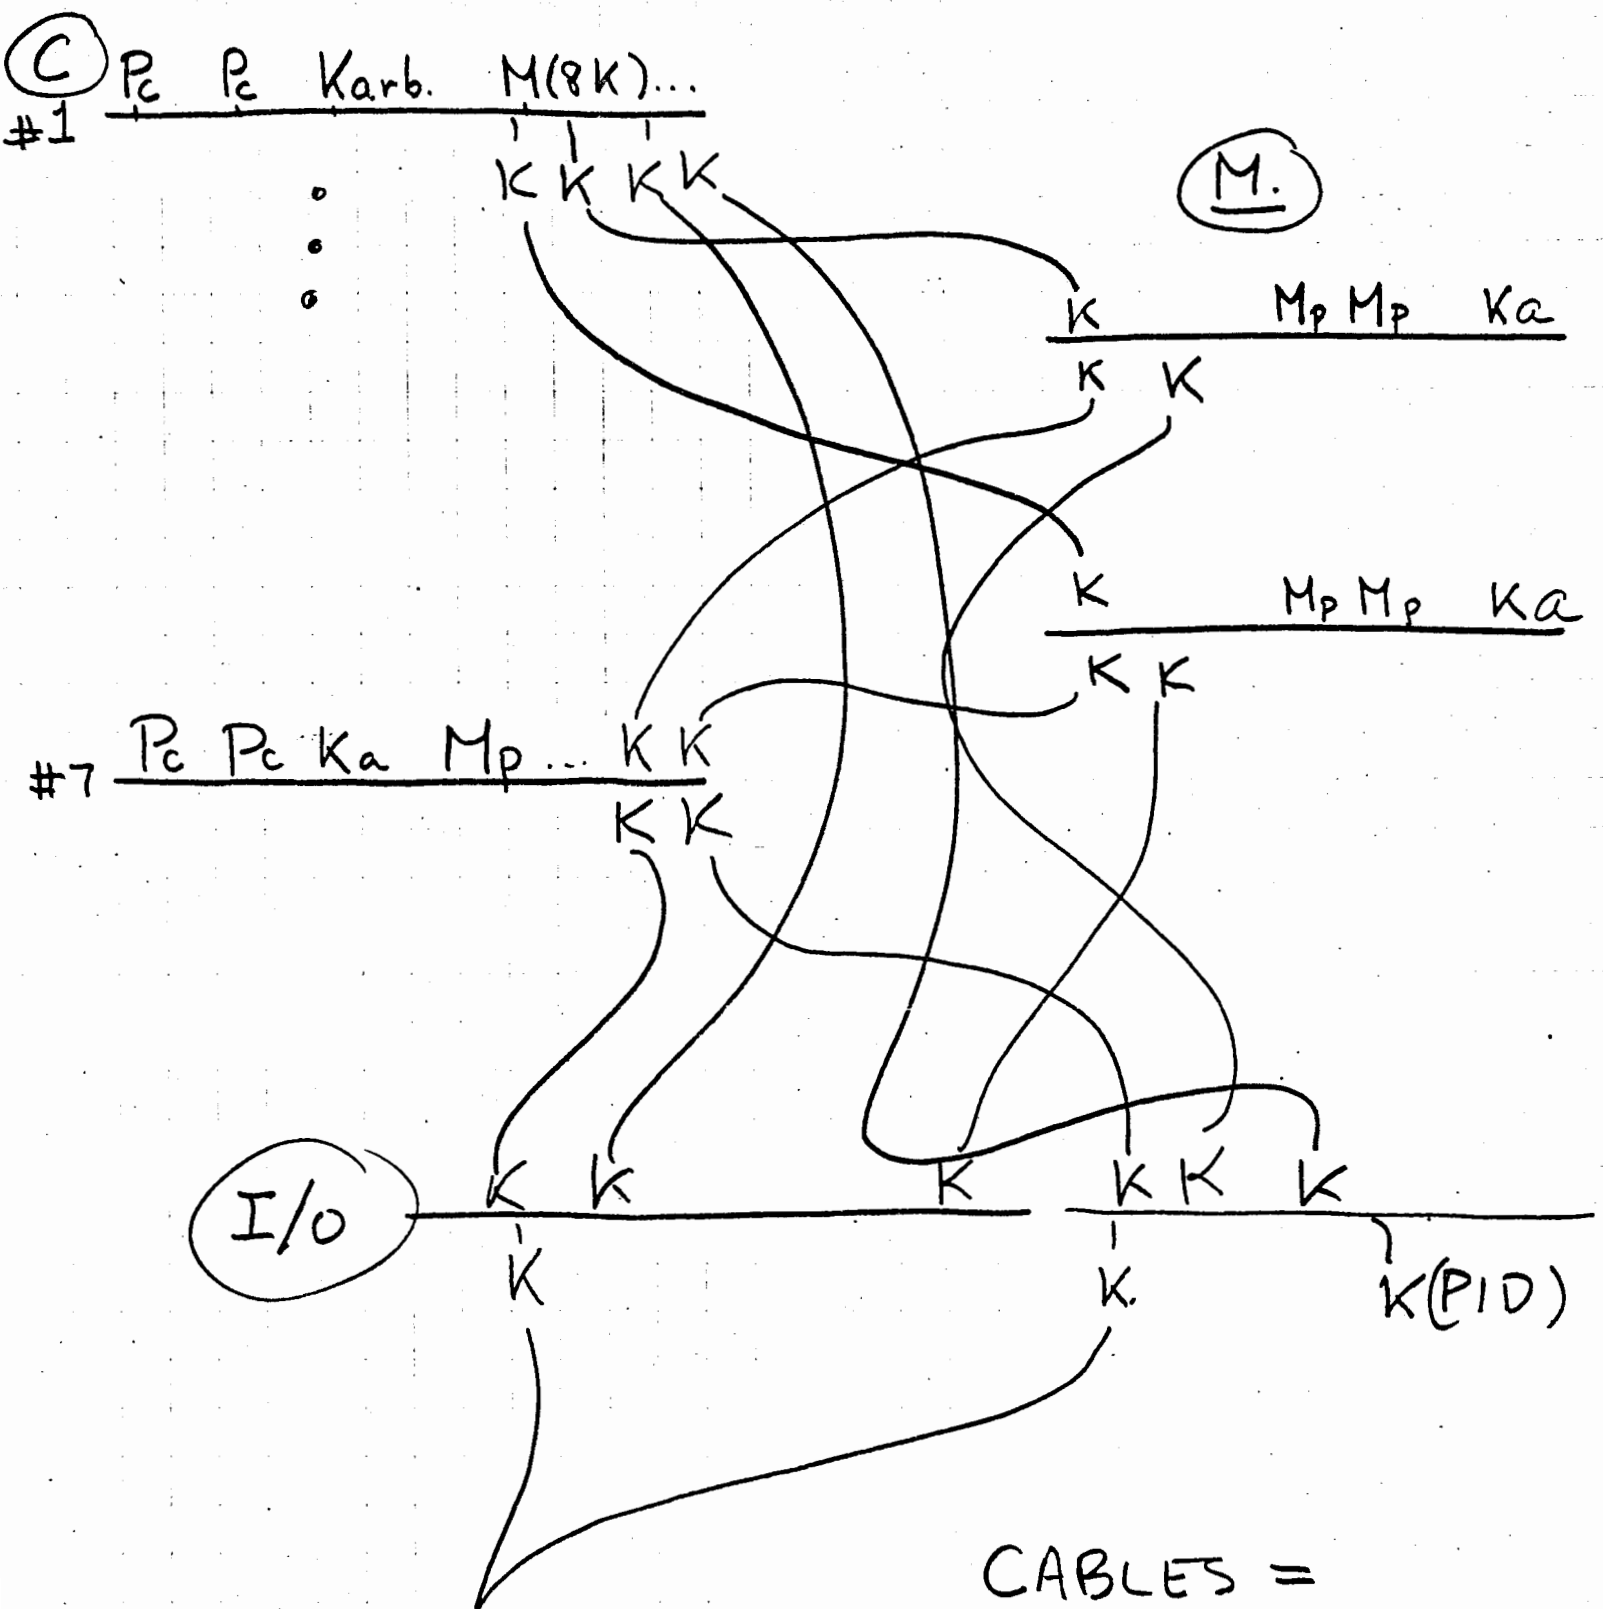 C Pc Pc Karb. M(8K)...
#1
K K K K
M.
K Mp Mp Ka
K K
K Mp Mp Ka
K K
#7 Pc Pc Ka Mp ... K K
K K
I/O K K K K K K
K K. K(PID)
CABLES =